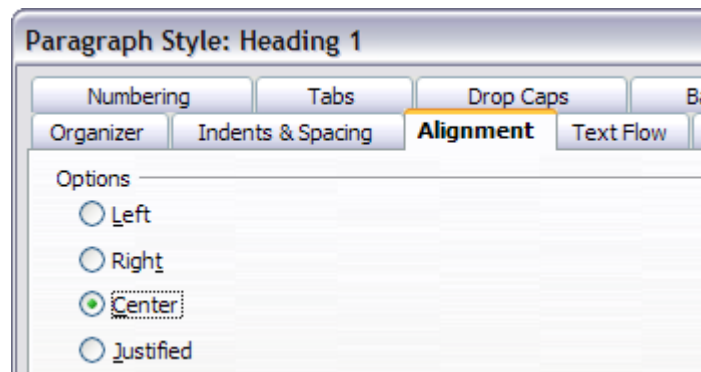 Paragraph Style: Heading 1
Numbering Tabs Drop Caps
Organizer Indents & Spacing Alignment Text Flow
Options
Left
Right
Center
Justified